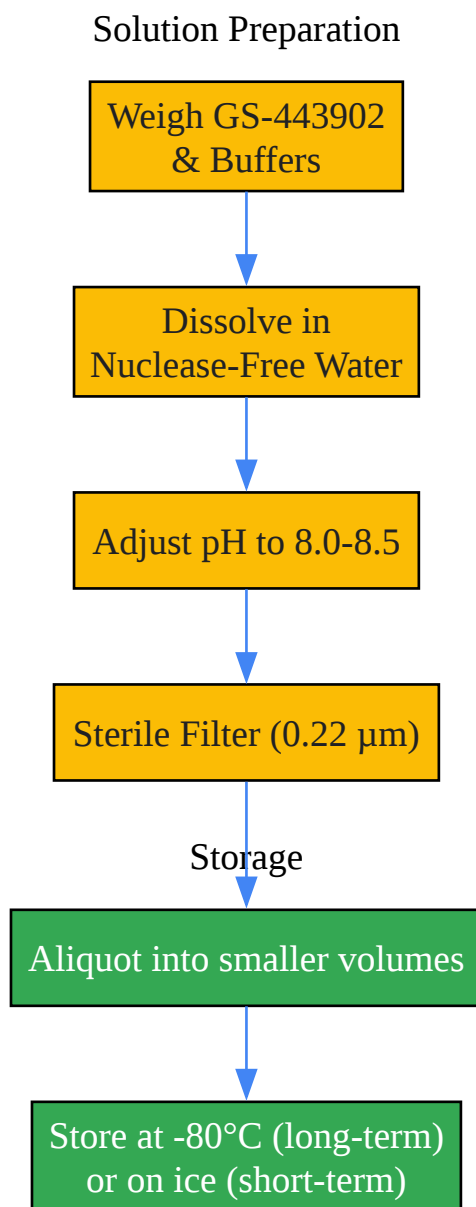 Solution Preparation
Weigh GS-443902
& Buffers
Dissolve in
Nuclease-Free Water
Adjust pH to 8.0-8.5
Sterile Filter (0.22 µm)
Storage
Aliquot into smaller volumes
Store at -80°C (long-term)
or on ice (short-term)